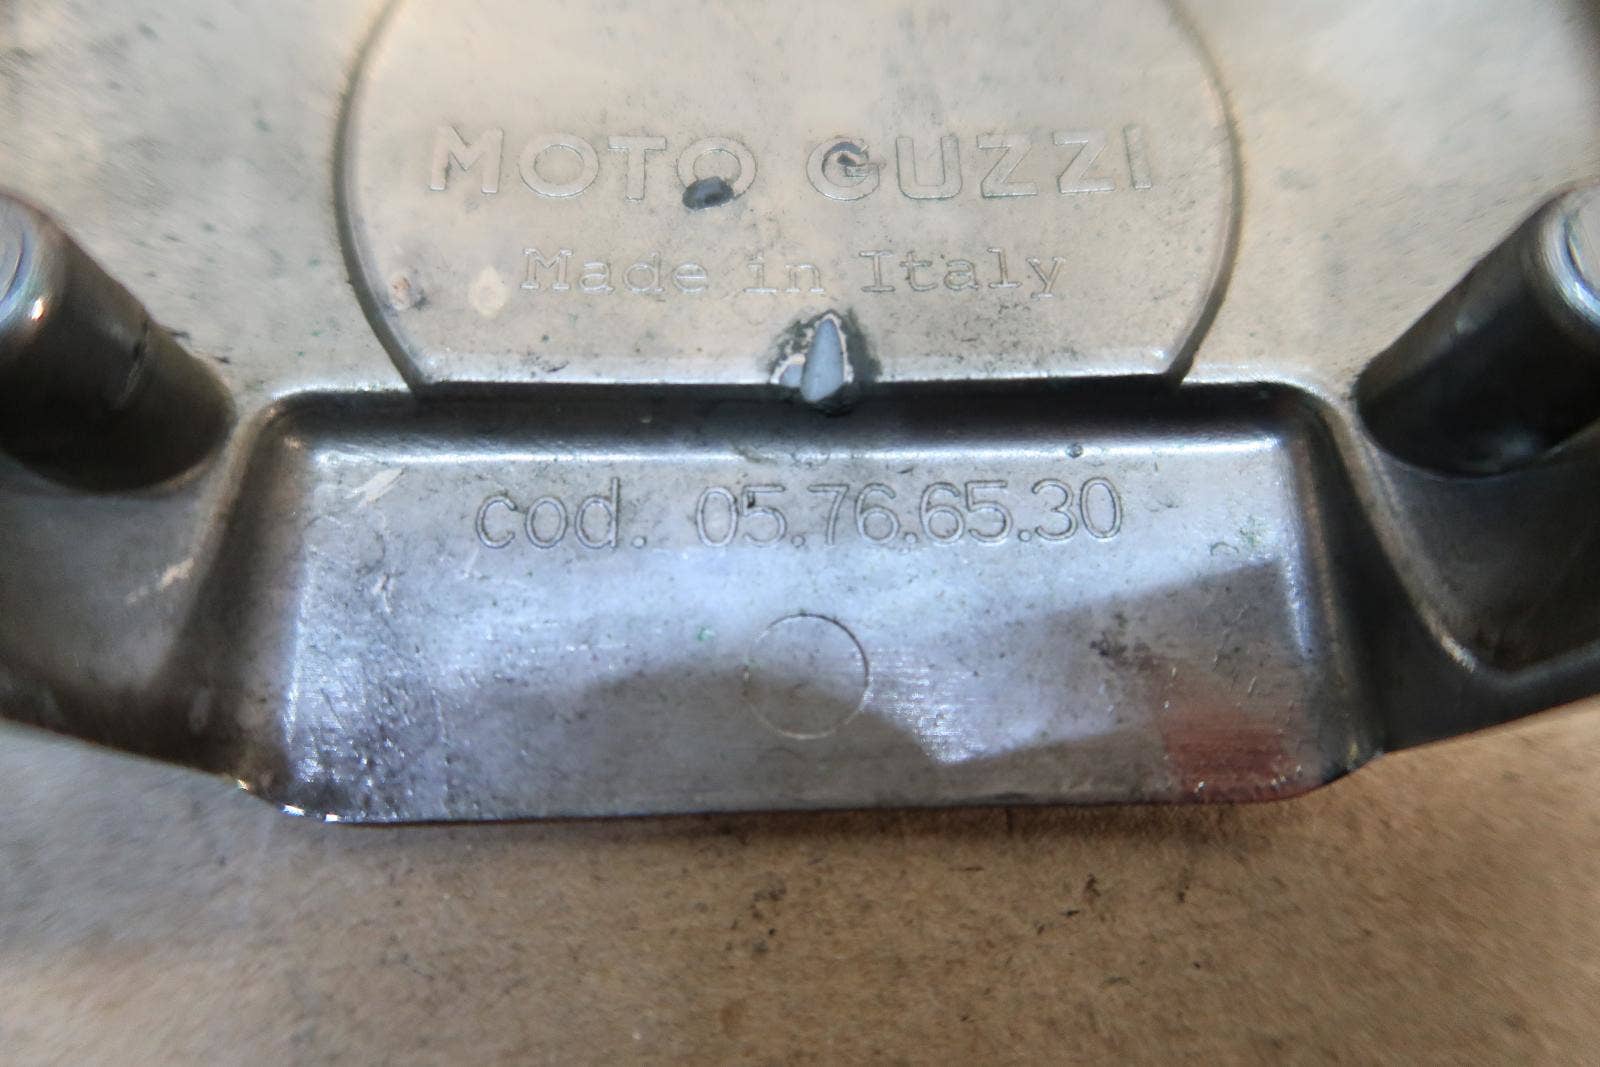 MOTO GUZZI
Made in Italy
cod. 05.76.65.30